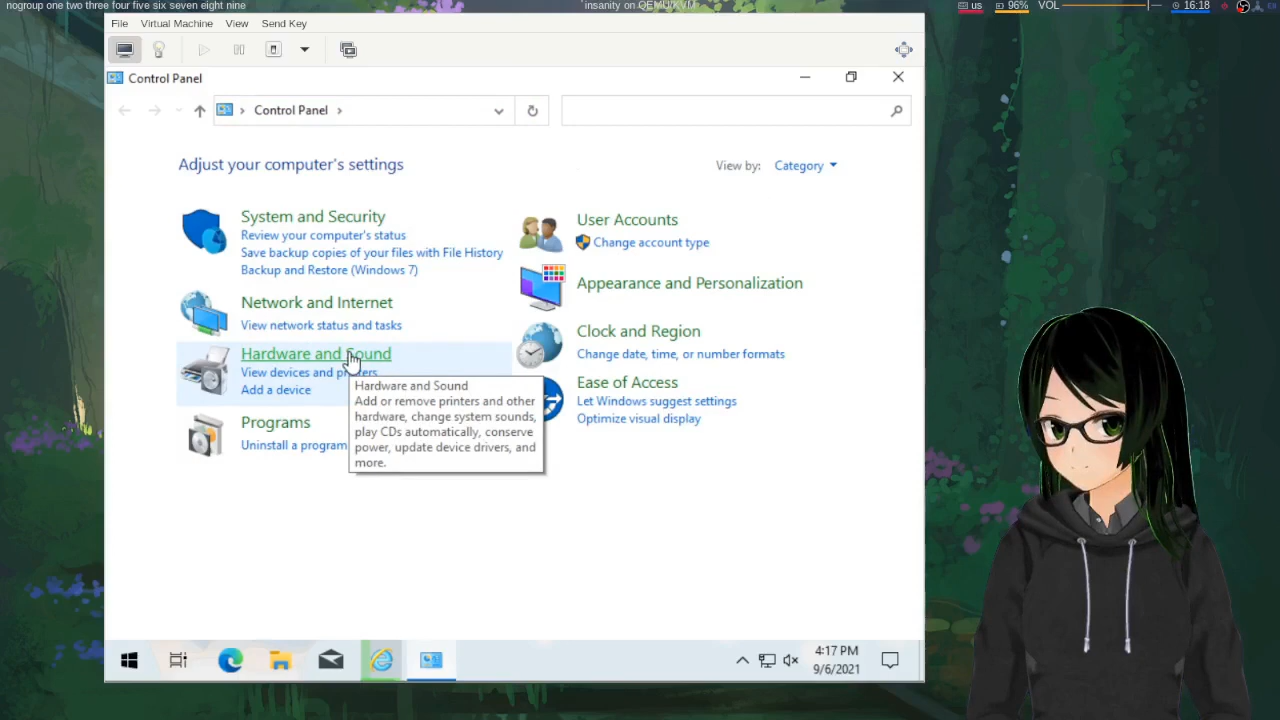 nogroup one two three four five six seven eight nine
insanity on QEMU/KVM
us 96% VOL 16:18
File Virtual Machine View Send Key
Control Panel
Control Panel
Adjust your computer's settings
View by: Category
System and Security
Review your computer's status
Save backup copies of your files with File History
Backup and Restore (Windows 7)
Network and Internet
View network status and tasks
Hardware and Sound
View devices and printers
Add a device
Programs
Uninstall a program
Hardware and Sound
Add or remove printers and other
hardware, change system sounds,
play CDs automatically, conserve
power, update device drivers, and
more.
User Accounts
Change account type
Appearance and Personalization
Clock and Region
Change date, time, or number formats
Ease of Access
Let Windows suggest settings
Optimize visual display
4:17 PM
9/6/2021